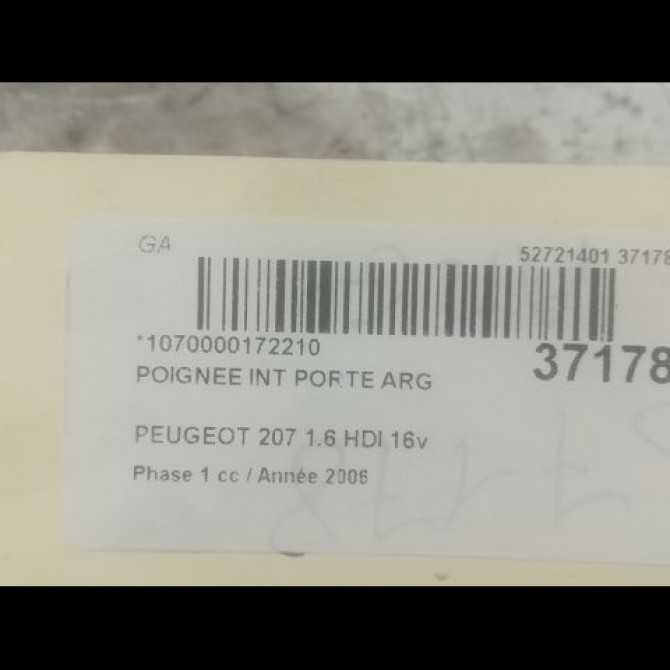 GA
52721401 37178
*1070000172210
37178
POIGNEE INT PORTE ARG
PEUGEOT 207 1.6 HDI 16v
Phase 1 cc / Année 2006